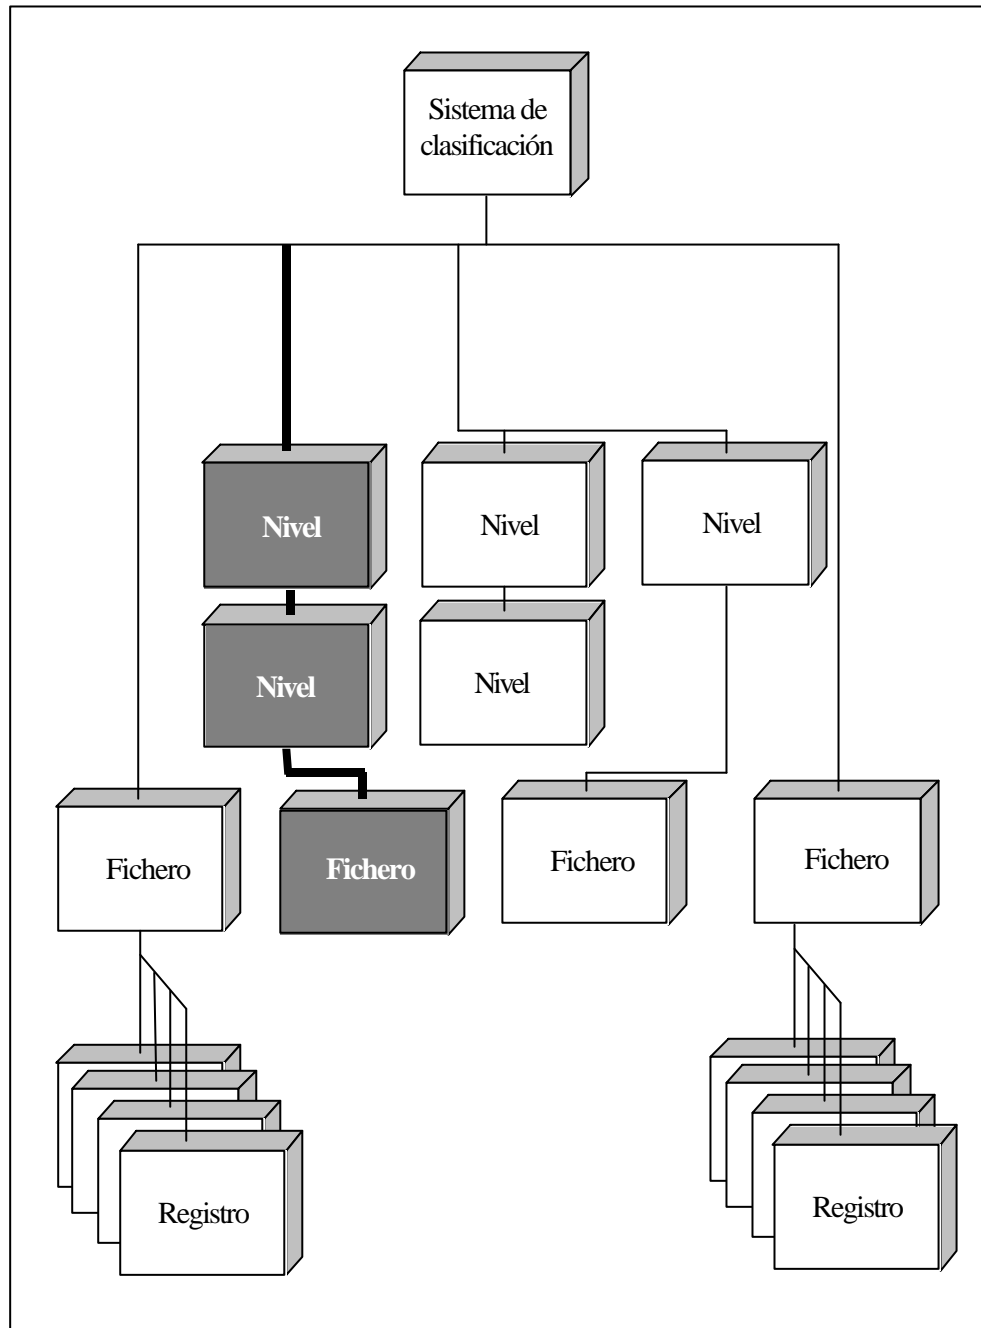 Sistema de
clasificación
Nivel
Nivel
Nivel
Nivel
Nivel
Fichero
Fichero
Fichero
Fichero
Registro
Registro